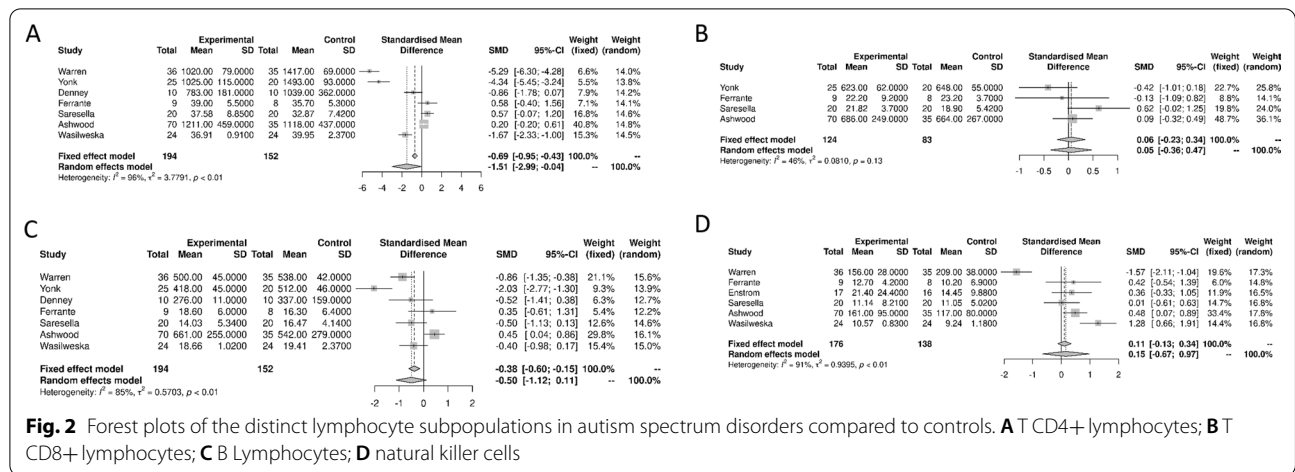 A
Experimental Control Standardised Mean Weight Weight
Study Total Mean SD Total Mean SD Difference SMD 95%-CI (fixed) (random)
Warren 36 1020.00 79.0000 35 1417.00 69.0000 -5.29 [-6.30; -4.28] 6.6% 14.0%
Yonk 25 1025.00 115.0000 20 1493.00 93.0000 -4.34 [-5.45; -3.24] 5.5% 13.8%
Denney 10 783.00 181.0000 10 1039.00 362.0000 -0.86 [-1.78; 0.07] 7.9% 14.2%
Ferrante 9 39.00 5.5000 8 35.70 5.3000 0.58 [-0.40; 1.56] 7.1% 14.1%
Saresella 20 37.58 8.8500 20 32.87 7.4200 0.57 [-0.07; 1.20] 16.8% 14.5%
Ashwood 70 1211.00 459.0000 35 1118.00 437.0000 0.20 [-0.20; 0.61] 40.8% 14.7%
Wasilweska 24 36.91 0.9100 24 39.95 2.3700 -1.67 [-2.33; -1.00] 15.3% 14.5%
Fixed effect model 194 152 -0.69 [-0.95; -0.43] 100.0% --
Random effects model -1.51 [-2.99; -0.04] -- 100.0%
Heterogeneity: I² = 96%, τ² = 3.7791, p < 0.01
-6 -4 -2 0 2 4 6
B
Experimental Control Standardised Mean Weight Weight
Study Total Mean SD Total Mean SD Difference SMD 95%-CI (fixed) (random)
Yonk 25 623.00 62.0000 20 648.00 55.0000 -0.42 [-1.01; 0.18] 22.7% 25.8%
Ferrante 9 22.20 9.2000 8 23.20 3.7000 -0.13 [-1.09; 0.82] 8.8% 14.1%
Saresella 20 21.82 3.7000 20 18.90 5.4200 0.62 [-0.02; 1.25] 19.8% 24.0%
Ashwood 70 686.00 249.0000 35 664.00 267.0000 0.09 [-0.32; 0.49] 48.7% 36.1%
Fixed effect model 124 83 0.06 [-0.23; 0.34] 100.0% --
Random effects model 0.05 [-0.36; 0.47] -- 100.0%
Heterogeneity: I² = 46%, τ² = 0.0810, p = 0.13
-1 -0.5 0 0.5 1
C
Experimental Control Standardised Mean Weight Weight
Study Total Mean SD Total Mean SD Difference SMD 95%-CI (fixed) (random)
Warren 36 500.00 45.0000 35 538.00 42.0000 -0.86 [-1.35; -0.38] 21.1% 15.6%
Yonk 25 418.00 45.0000 20 512.00 46.0000 -2.03 [-2.77; -1.30] 9.3% 13.9%
Denney 10 276.00 11.0000 10 337.00 159.0000 -0.52 [-1.41; 0.38] 6.3% 12.7%
Ferrante 9 18.60 6.0000 8 16.30 6.4000 0.35 [-0.61; 1.31] 5.4% 12.2%
Saresella 20 14.03 5.3400 20 16.47 4.1400 -0.50 [-1.13; 0.13] 12.6% 14.6%
Ashwood 70 661.00 255.0000 35 542.00 279.0000 0.45 [0.04; 0.86] 29.8% 16.1%
Wasilweska 24 18.66 1.0200 24 19.41 2.3700 -0.40 [-0.98; 0.17] 15.4% 15.0%
Fixed effect model 194 152 -0.38 [-0.60; -0.15] 100.0% --
Random effects model -0.50 [-1.12; 0.11] -- 100.0%
Heterogeneity: I² = 85%, τ² = 0.5703, p < 0.01
-2 -1 0 1 2
D
Experimental Control Standardised Mean Weight Weight
Study Total Mean SD Total Mean SD Difference SMD 95%-CI (fixed) (random)
Warren 36 156.00 28.0000 35 209.00 38.0000 -1.57 [-2.11; -1.04] 19.6% 17.3%
Ferrante 9 12.70 4.2000 8 10.20 6.9000 0.42 [-0.54; 1.39] 6.0% 14.8%
Enstrom 17 21.40 24.4000 16 14.45 9.8800 0.36 [-0.33; 1.05] 11.9% 16.5%
Saresella 20 11.14 8.2100 20 11.05 5.0200 0.01 [-0.61; 0.63] 14.7% 16.8%
Ashwood 70 161.00 95.0000 35 117.00 80.0000 0.48 [0.07; 0.89] 33.4% 17.8%
Wasilweska 24 10.57 0.8300 24 9.24 1.1800 1.28 [0.66; 1.91] 14.4% 16.8%
Fixed effect model 176 138 0.11 [-0.13; 0.34] 100.0% --
Random effects model 0.15 [-0.67; 0.97] -- 100.0%
Heterogeneity: I² = 91%, τ² = 0.9395, p < 0.01
-2 -1 0 1 2
Fig. 2 Forest plots of the distinct lymphocyte subpopulations in autism spectrum disorders compared to controls. A T CD4+ lymphocytes; B T
CD8+ lymphocytes; C B Lymphocytes; D natural killer cells